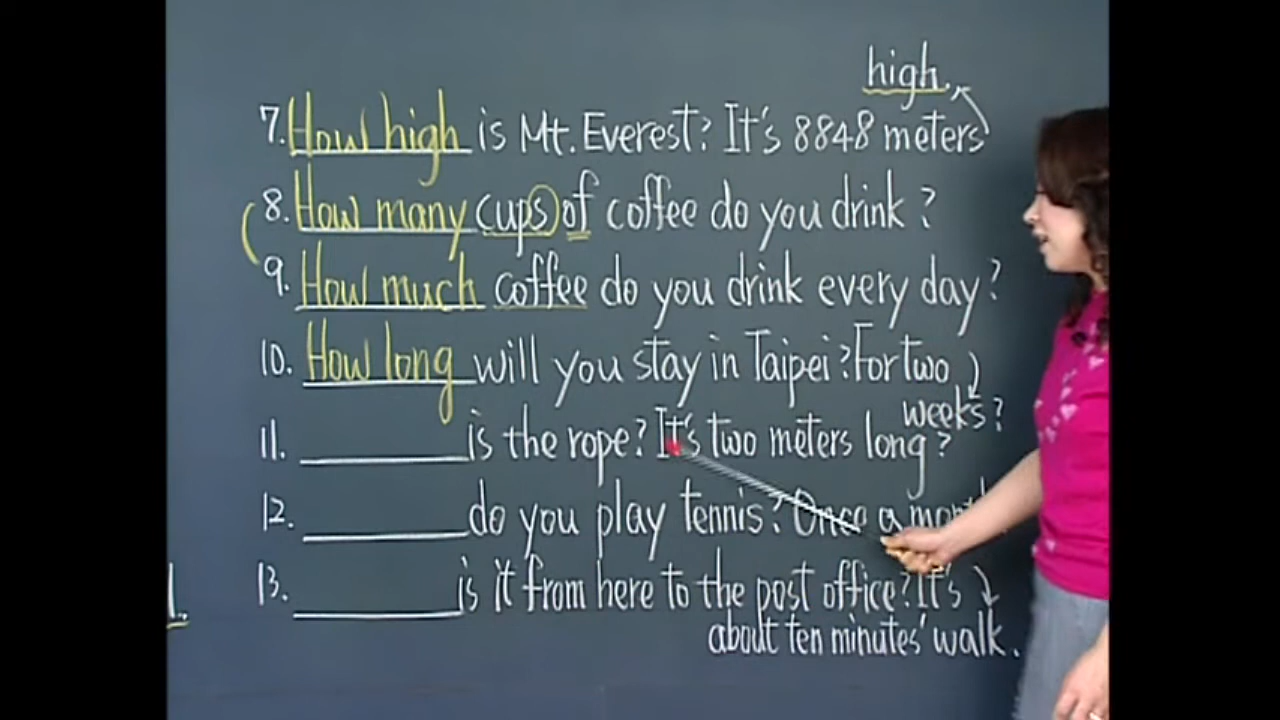 high.
7. How high is Mt. Everest? It's 8848 meters
8. How many cups of coffee do you drink?
9. How much coffee do you drink every day?
10. How long will you stay in Taipei? For two
weeks?
11. ________ is the rope? It's two meters long?
12. ________ do you play tennis? Once a
13. ________ is it from here to the post office? It's
about ten minutes' walk.